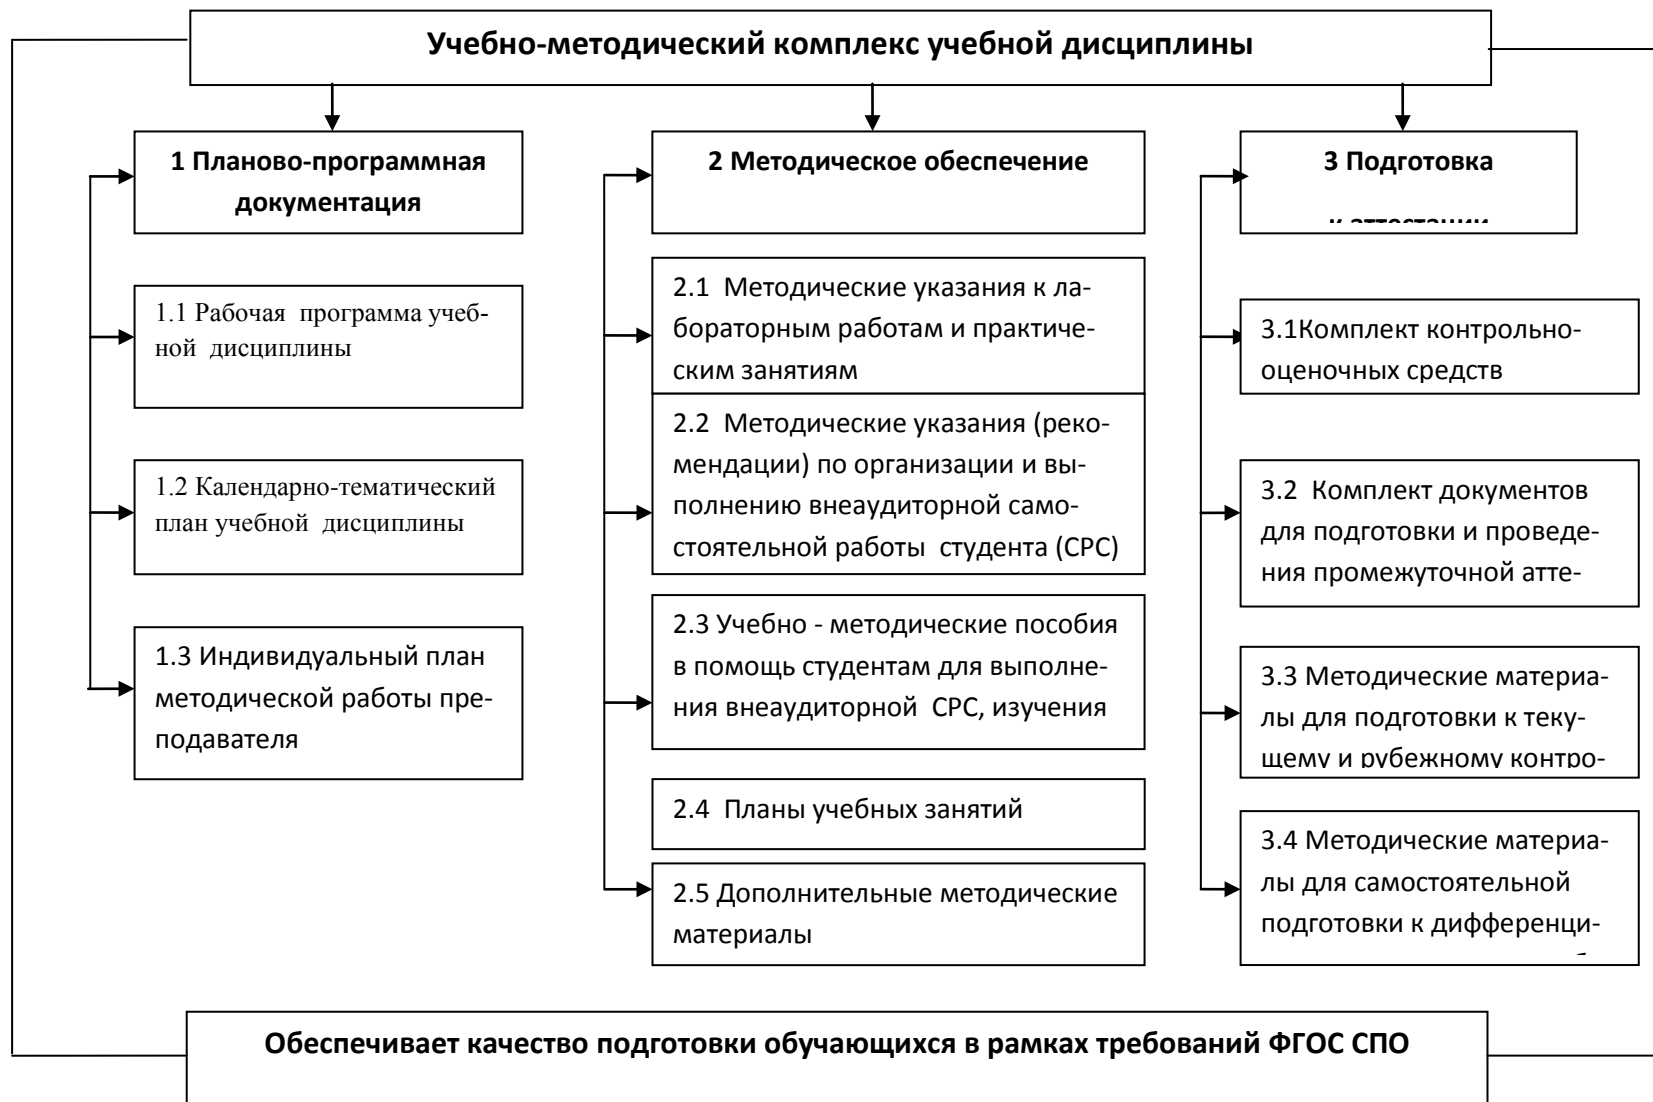 Учебно-методический комплекс учебной дисциплины
1 Планово-программная
документация
1.1 Рабочая программа учеб-
ной дисциплины
1.2 Календарно-тематический
план учебной дисциплины
1.3 Индивидуальный план
методической работы пре-
подавателя
2 Методическое обеспечение
2.1 Методические указания к ла-
бораторным работам и практиче-
ским занятиям
2.2 Методические указания (реко-
мендации) по организации и вы-
полнению внеаудиторной само-
стоятельной работы студента (СРС)
2.3 Учебно - методические пособия
в помощь студентам для выполне-
ния внеаудиторной СРС, изучения
2.4 Планы учебных занятий
2.5 Дополнительные методические
материалы
3 Подготовка
к аттестации
3.1Комплект контрольно-
оценочных средств
3.2 Комплект документов
для подготовки и проведе-
ния промежуточной атте-
3.3 Методические материа-
лы для подготовки к теку-
щему и рубежному контро-
3.4 Методические материа-
лы для самостоятельной
подготовки к дифференци-
Обеспечивает качество подготовки обучающихся в рамках требований ФГОС СПО